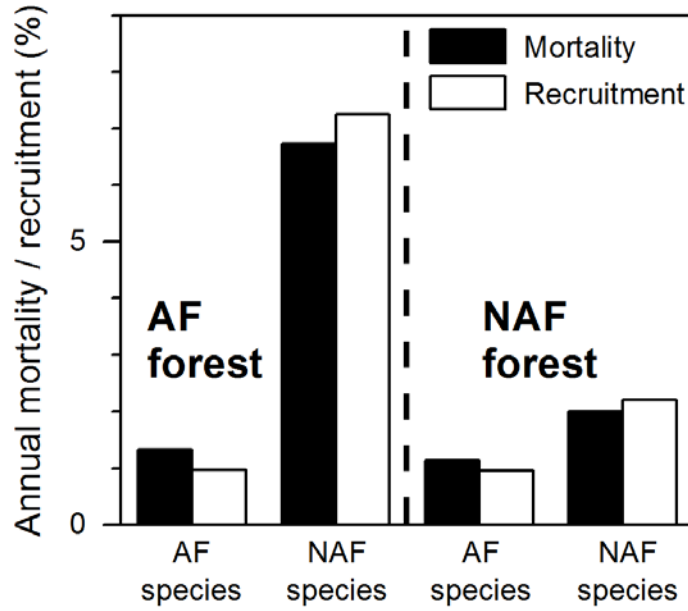 Annual mortality / recruitment (%)
Mortality
Recruitment
5
0
AF
forest
NAF
forest
AF
species
NAF
species
AF
species
NAF
species